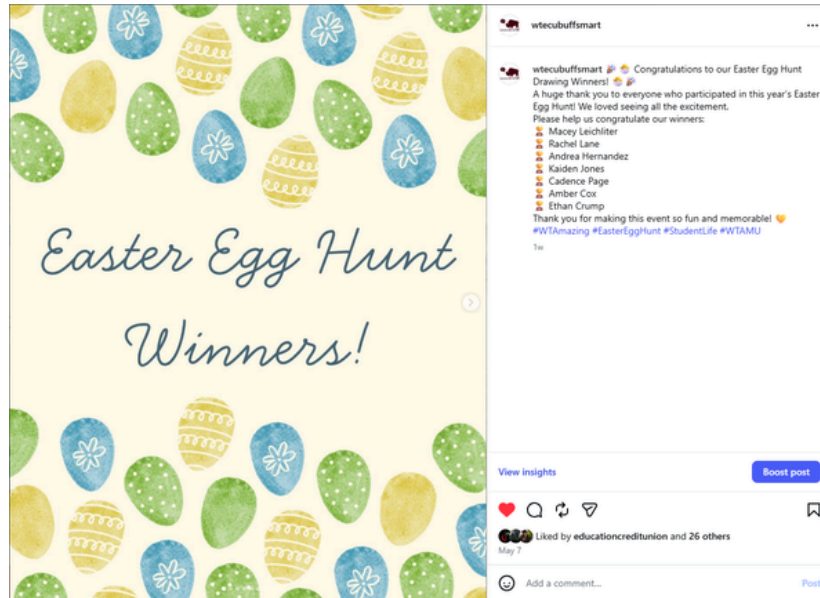 Easter Egg Hunt
Winners!
wtecubuffsmart
wtecubuffsmart 🎉 🐣 Congratulations to our Easter Egg Hunt
Drawing Winners! 🐣 🎉
A huge thank you to everyone who participated in this year's Easter
Egg Hunt! We loved seeing all the excitement.
Please help us congratulate our winners:
🏆 Macey Leichliter
🏆 Rachel Lane
🏆 Andrea Hernandez
🏆 Kaiden Jones
🏆 Cadence Page
🏆 Amber Cox
🏆 Ethan Crump
Thank you for making this event so fun and memorable! 🧡
#WTAmazing #EasterEggHunt #StudentLife #WTAMU
1w
View insights
Boost post
Liked by educationcreditunion and 26 others
May 7
Add a comment...
Post